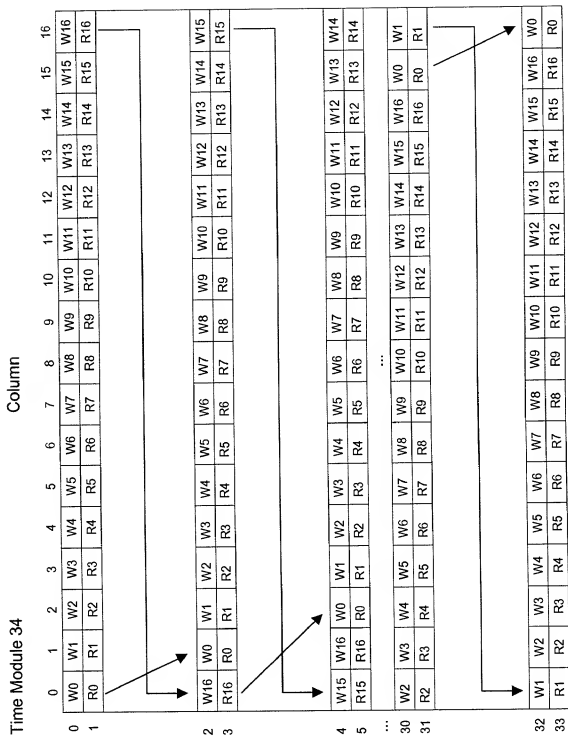 Time Module 34
Column
0 1 2 3 4 5 6 7 8 9 10 11 12 13 14 15 16
0 W0 W1 W2 W3 W4 W5 W6 W7 W8 W9 W10 W11 W12 W13 W14 W15 W16
1 R0 R1 R2 R3 R4 R5 R6 R7 R8 R9 R10 R11 R12 R13 R14 R15 R16
2 W16 W0 W1 W2 W3 W4 W5 W6 W7 W8 W9 W10 W11 W12 W13 W14 W15
3 R16 R0 R1 R2 R3 R4 R5 R6 R7 R8 R9 R10 R11 R12 R13 R14 R15
4 W15 W16 W0 W1 W2 W3 W4 W5 W6 W7 W8 W9 W10 W11 W12 W13 W14
5 R15 R16 R0 R1 R2 R3 R4 R5 R6 R7 R8 R9 R10 R11 R12 R13 R14
... ...
30 W2 W3 W4 W5 W6 W7 W8 W9 W10 W11 W12 W13 W14 W15 W16 W0 W1
31 R2 R3 R4 R5 R6 R7 R8 R9 R10 R11 R12 R13 R14 R15 R16 R0 R1
32 W1 W2 W3 W4 W5 W6 W7 W8 W9 W10 W11 W12 W13 W14 W15 W16 W0
33 R1 R2 R3 R4 R5 R6 R7 R8 R9 R10 R11 R12 R13 R14 R15 R16 R0